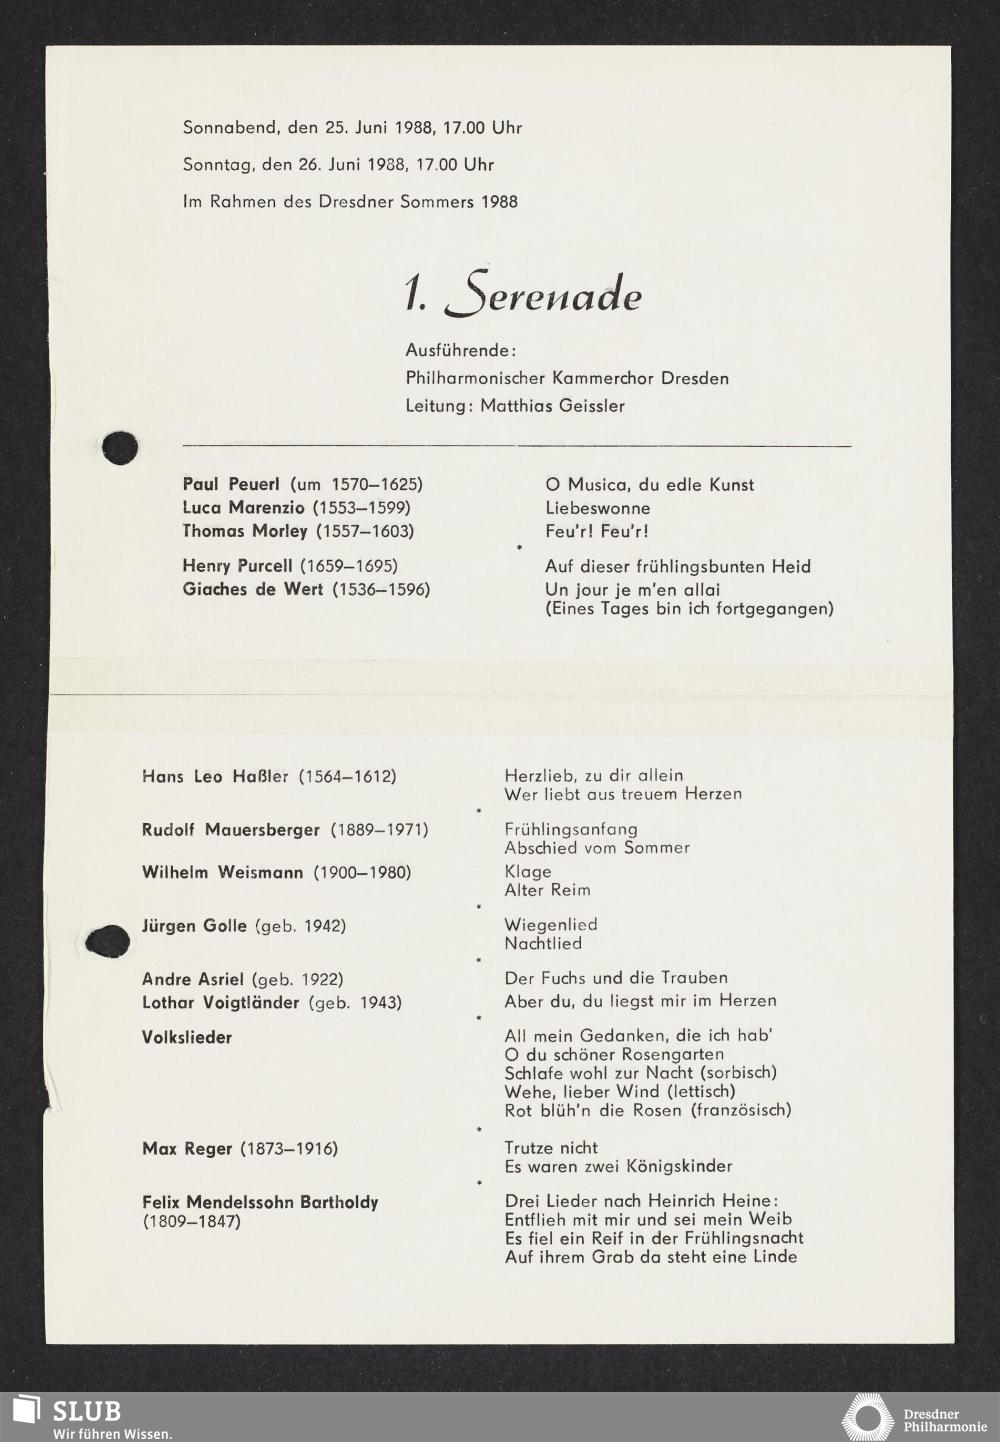 Sonnabend, den 25. Juni 1988, 17.00 Uhr
Sonntag, den 26. Juni 1988, 17.00 Uhr
Im Rahmen des Dresdner Sommers 1988
1. Serenade
Ausführende:
Philharmonischer Kammerchor Dresden
Leitung: Matthias Geissler
Paul Peuerl (um 1570–1625) O Musica, du edle Kunst
Luca Marenzio (1553–1599) Liebeswonne
Thomas Morley (1557–1603) Feu'r! Feu'r!
*
Henry Purcell (1659–1695) Auf dieser frühlingsbunten Heid
Giaches de Wert (1536–1596) Un jour je m'en allai
(Eines Tages bin ich fortgegangen)
Hans Leo Haßler (1564–1612) Herzlieb, zu dir allein
Wer liebt aus treuem Herzen
*
Rudolf Mauersberger (1889–1971) Frühlingsanfang
Abschied vom Sommer
Wilhelm Weismann (1900–1980) Klage
Alter Reim
*
Jürgen Golle (geb. 1942) Wiegenlied
Nachtlied
*
Andre Asriel (geb. 1922) Der Fuchs und die Trauben
Lothar Voigtländer (geb. 1943) Aber du, du liegst mir im Herzen
*
Volkslieder All mein Gedanken, die ich hab'
O du schöner Rosengarten
Schlafe wohl zur Nacht (sorbisch)
Wehe, lieber Wind (lettisch)
Rot blüh'n die Rosen (französisch)
*
Max Reger (1873–1916) Trutze nicht
Es waren zwei Königskinder
*
Felix Mendelssohn Bartholdy Drei Lieder nach Heinrich Heine:
(1809–1847) Entflieh mit mir und sei mein Weib
Es fiel ein Reif in der Frühlingsnacht
Auf ihrem Grab da steht eine Linde
SLUB
Wir führen Wissen.
Dresdner
Philharmonie